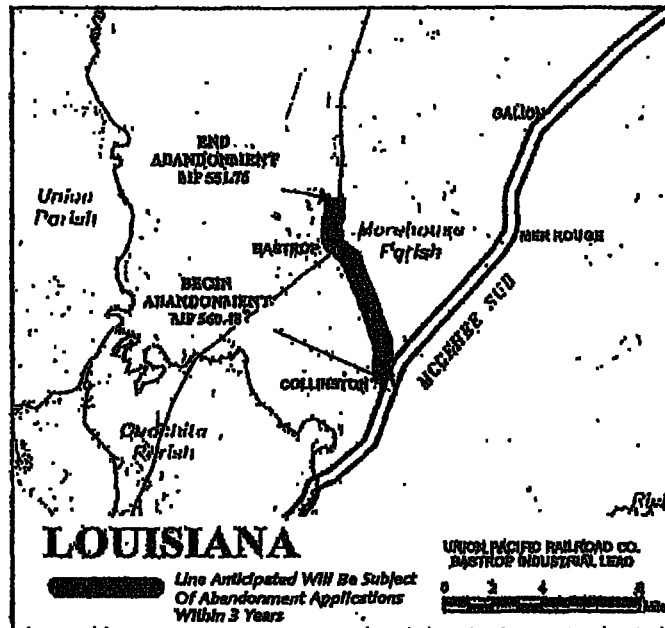 GALION
END
ABANDONMENT
MP 551.76
Union
Parish
Morehouse
Parish
BASTROP
MER ROUGE
BEGIN
ABANDONMENT
MP 560.48
MCGEHEE SUB
COLLINSTON
Ouachita
Parish
LOUISIANA
UNION PACIFIC RAILROAD CO.
BASTROP INDUSTRIAL LEAD
Line Anticipated Will Be Subject
Of Abandonment Applications
Within 3 Years
0 2 4 8